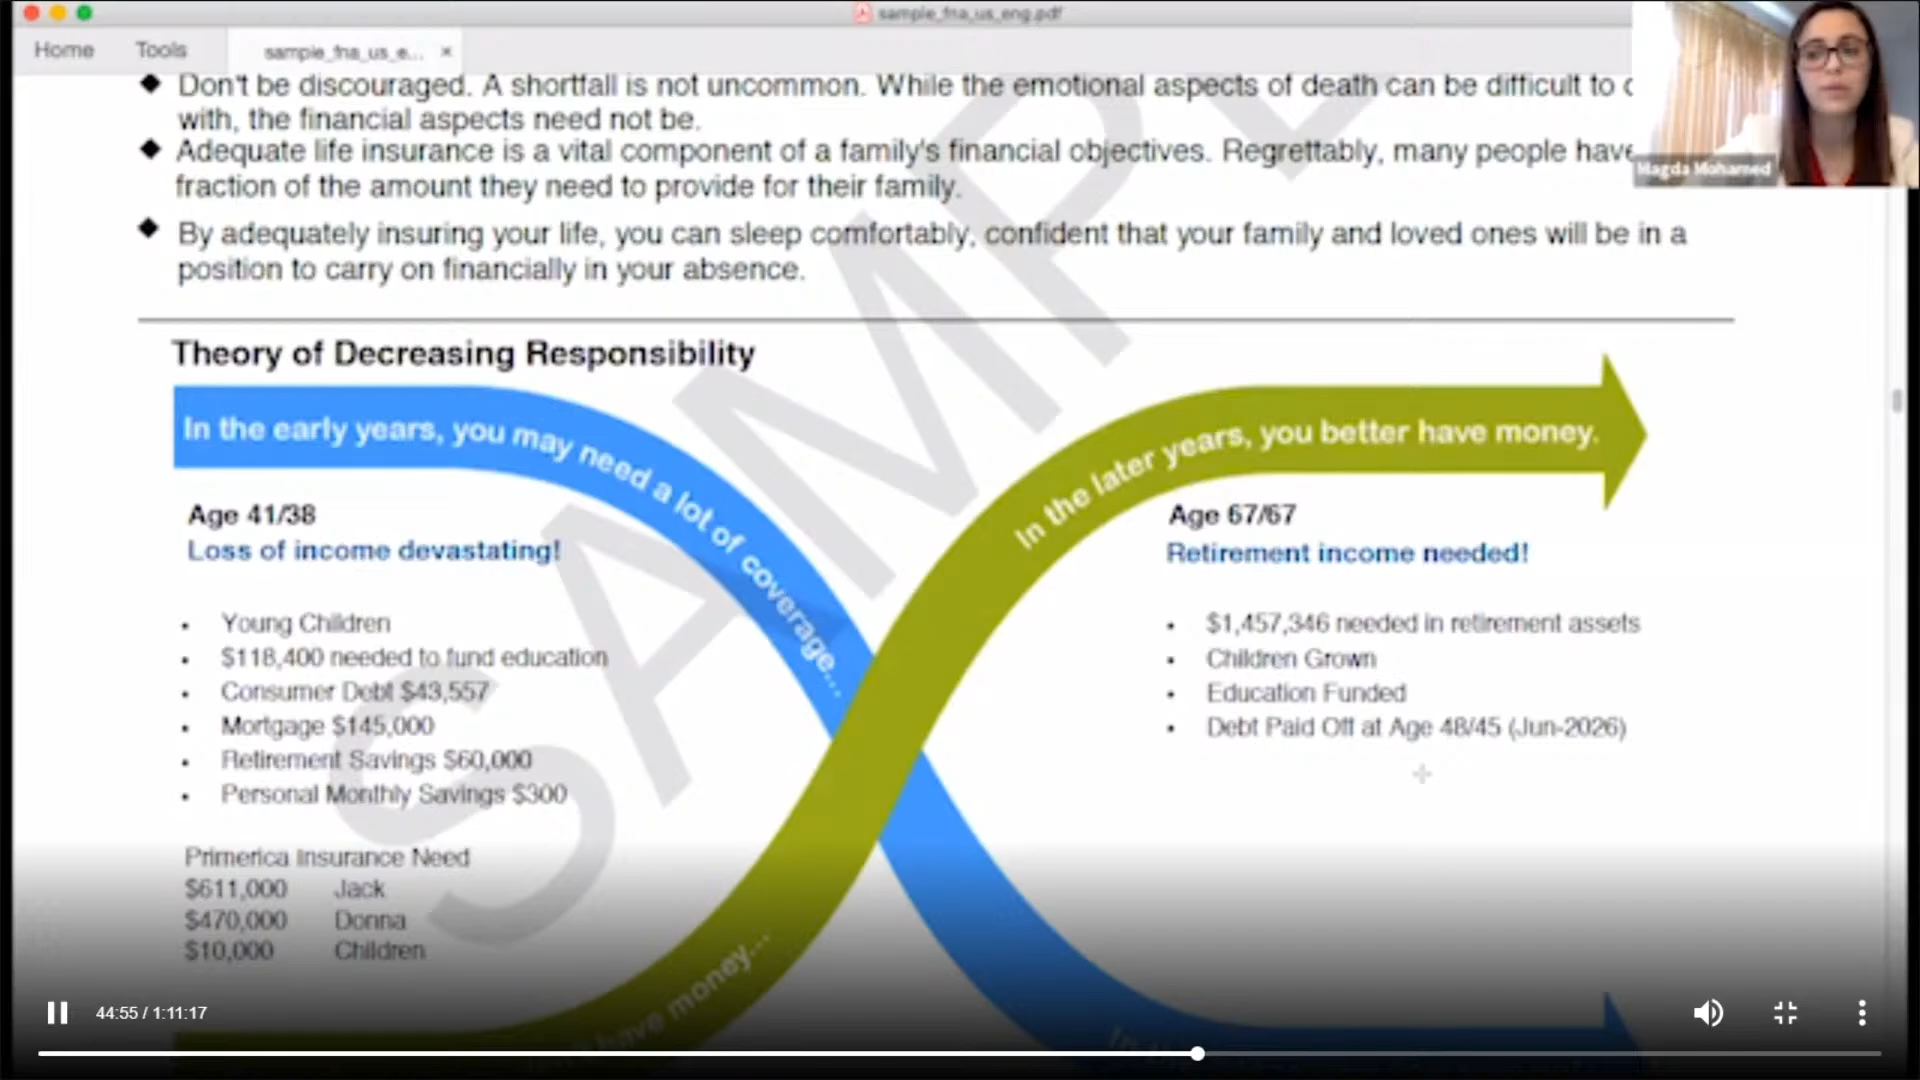 sample_fna_us_eng.pdf
Home Tools sample_fna_us_e... ×
Don't be discouraged. A shortfall is not uncommon. While the emotional aspects of death can be difficult to
with, the financial aspects need not be.
Adequate life insurance is a vital component of a family's financial objectives. Regrettably, many people have
fraction of the amount they need to provide for their family.
By adequately insuring your life, you can sleep comfortably, confident that your family and loved ones will be in a
position to carry on financially in your absence.
Magda Mohamed
SAMPLE
Theory of Decreasing Responsibility
In the early years, you may need a lot of coverage...
In the later years, you better have money.
Age 41/38
Loss of income devastating!
• Young Children
• $118,400 needed to fund education
• Consumer Debt $43,557
• Mortgage $145,000
• Retirement Savings $60,000
• Personal Monthly Savings $300
Primerica Insurance Need
$611,000 Jack
$470,000 Donna
$10,000 Children
Age 67/67
Retirement income needed!
• $1,457,346 needed in retirement assets
• Children Grown
• Education Funded
• Debt Paid Off at Age 48/45 (Jun-2026)
have money...
In
44:55 / 1:11:17